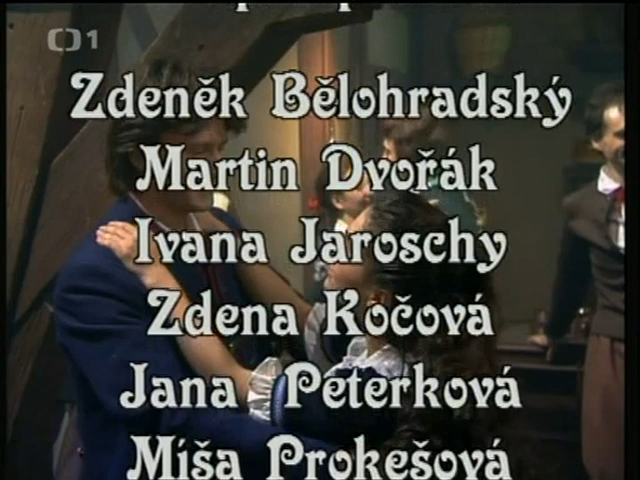 ČT1
Zdeněk Bělohradský
Martin Dvořák
Ivana Jaroschy
Zdena Kočová
Jana Peterková
Míša Prokešová